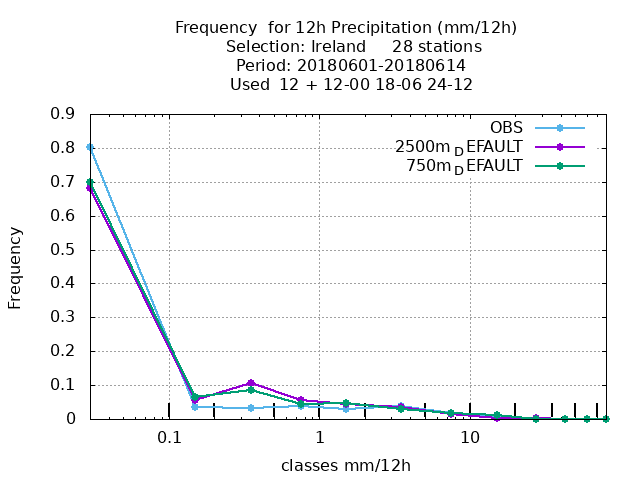 Frequency  for 12h Precipitation (mm/12h)
Selection: Ireland     28 stations
Period: 20180601-20180614
Used  12 + 12-00 18-06 24-12
0.9
0.8
0.7
0.6
0.5
0.4
0.3
0.2
0.1
0
Frequency
OBS
2500m_DEFAULT
750m_DEFAULT
0.1 1 10
classes mm/12h